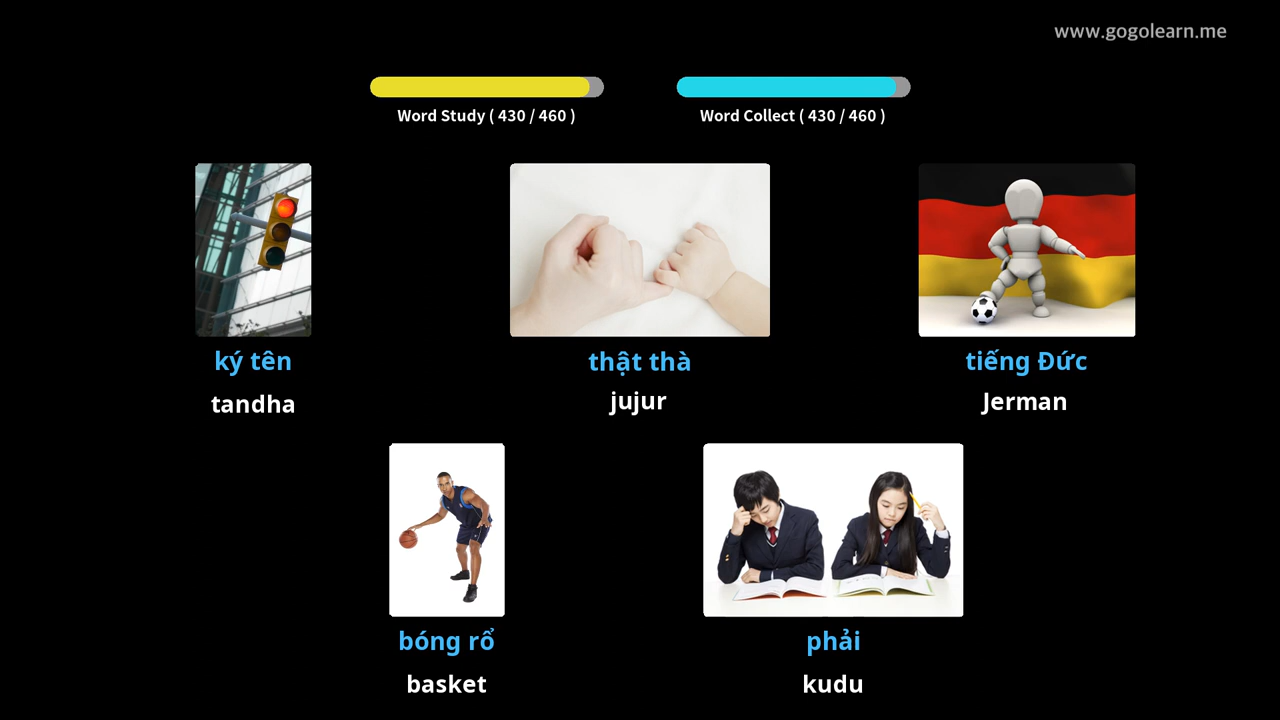 www.gogolearn.me
Word Study ( 430 / 460 )
Word Collect ( 430 / 460 )
ký tên
tandha
thật thà
jujur
tiếng Đức
Jerman
bóng rổ
basket
phải
kudu